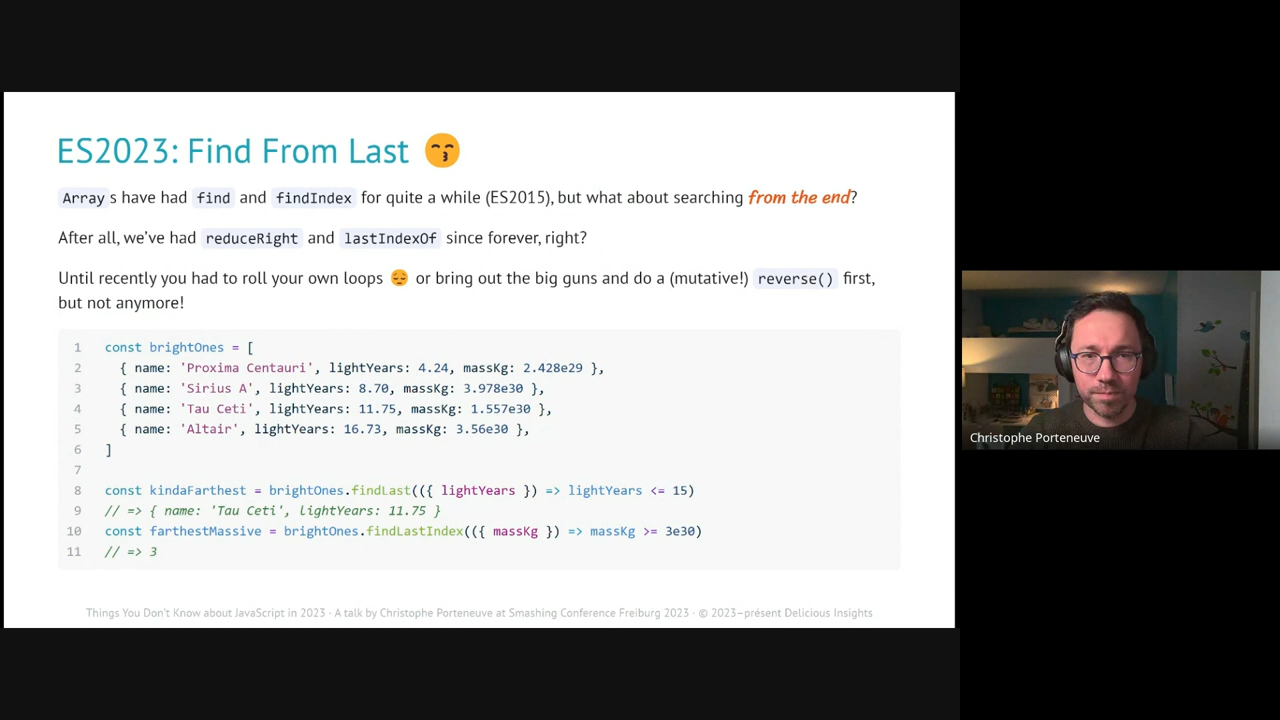 ES2023: Find From Last 😙
Arrays have had find and findIndex for quite a while (ES2015), but what about searching from the end?
After all, we’ve had reduceRight and lastIndexOf since forever, right?
Until recently you had to roll your own loops 😔 or bring out the big guns and do a (mutative!) reverse() first,
but not anymore!
1 const brightOnes = [
2 { name: 'Proxima Centauri', lightYears: 4.24, massKg: 2.428e29 },
3 { name: 'Sirius A', lightYears: 8.70, massKg: 3.978e30 },
4 { name: 'Tau Ceti', lightYears: 11.75, massKg: 1.557e30 },
5 { name: 'Altair', lightYears: 16.73, massKg: 3.56e30 },
6 ]
7
8 const kindaFarthest = brightOnes.findLast(({ lightYears }) => lightYears <= 15)
9 // => { name: 'Tau Ceti', lightYears: 11.75 }
10 const farthestMassive = brightOnes.findLastIndex(({ massKg }) => massKg >= 3e30)
11 // => 3
Things You Don’t Know about JavaScript in 2023 · A talk by Christophe Porteneuve at Smashing Conference Freiburg 2023 · © 2023–présent Delicious Insights
Christophe Porteneuve